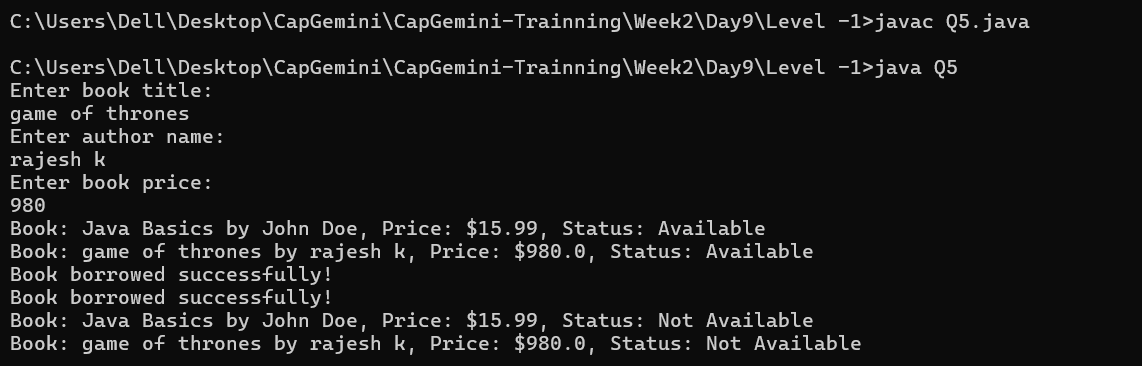 C:\Users\Dell\Desktop\CapGemini\CapGemini-Trainning\Week2\Day9\Level -1>javac Q5.java
C:\Users\Dell\Desktop\CapGemini\CapGemini-Trainning\Week2\Day9\Level -1>java Q5
Enter book title:
game of thrones
Enter author name:
rajesh k
Enter book price:
980
Book: Java Basics by John Doe, Price: $15.99, Status: Available
Book: game of thrones by rajesh k, Price: $980.0, Status: Available
Book borrowed successfully!
Book borrowed successfully!
Book: Java Basics by John Doe, Price: $15.99, Status: Not Available
Book: game of thrones by rajesh k, Price: $980.0, Status: Not Available